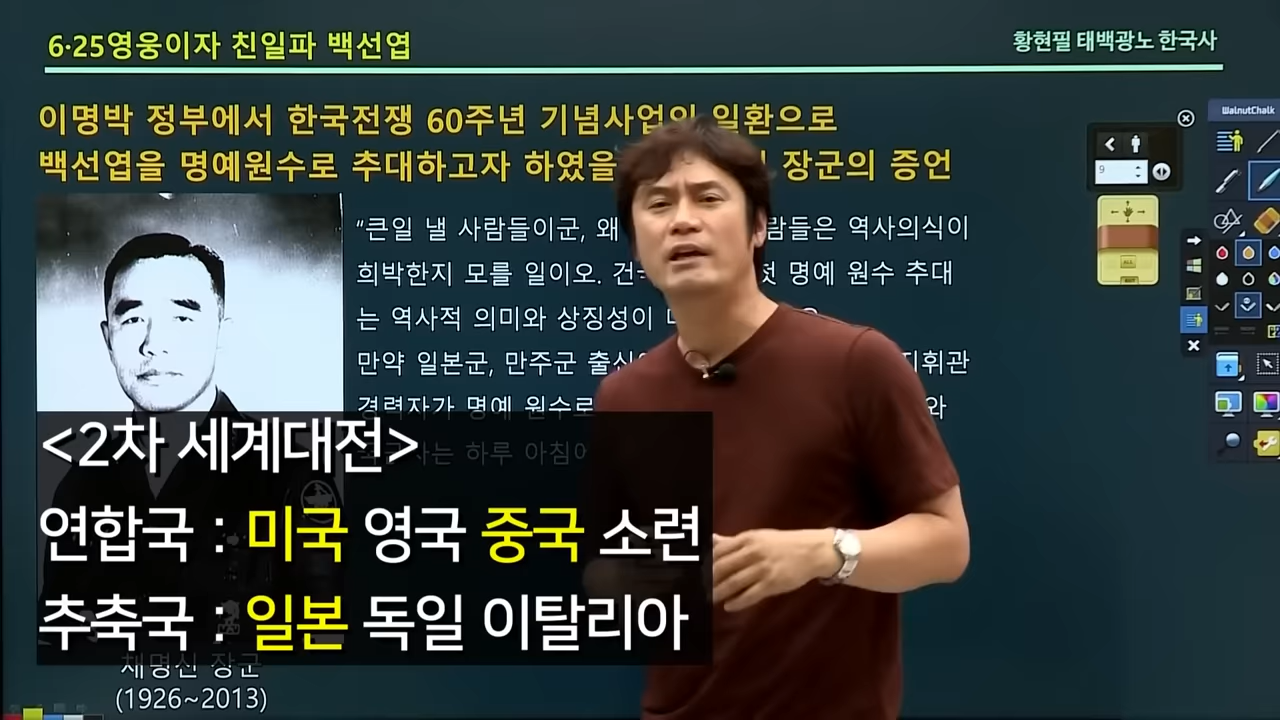 6·25영웅이자 친일파 백선엽
황현필 태백광노 한국사
이명박 정부에서 한국전쟁 60주년 기념사업의 일환으로
백선엽을 명예원수로 추대하고자 하였을 장군의 증언
WalnutChalk
9
“큰일 낼 사람들이군, 왜 람들은 역사의식이
희박한지 모를 일이오. 명예 원수 추대
는 역사적 의미와 상징성이
만약 일본군, 만주군 지휘관
경력자가 명예 원수로 와
하루 아침에
<2차 세계대전>
연합국 : 미국 영국 중국 소련
추축국 : 일본 독일 이탈리아
채명신 장군
(1926~2013)